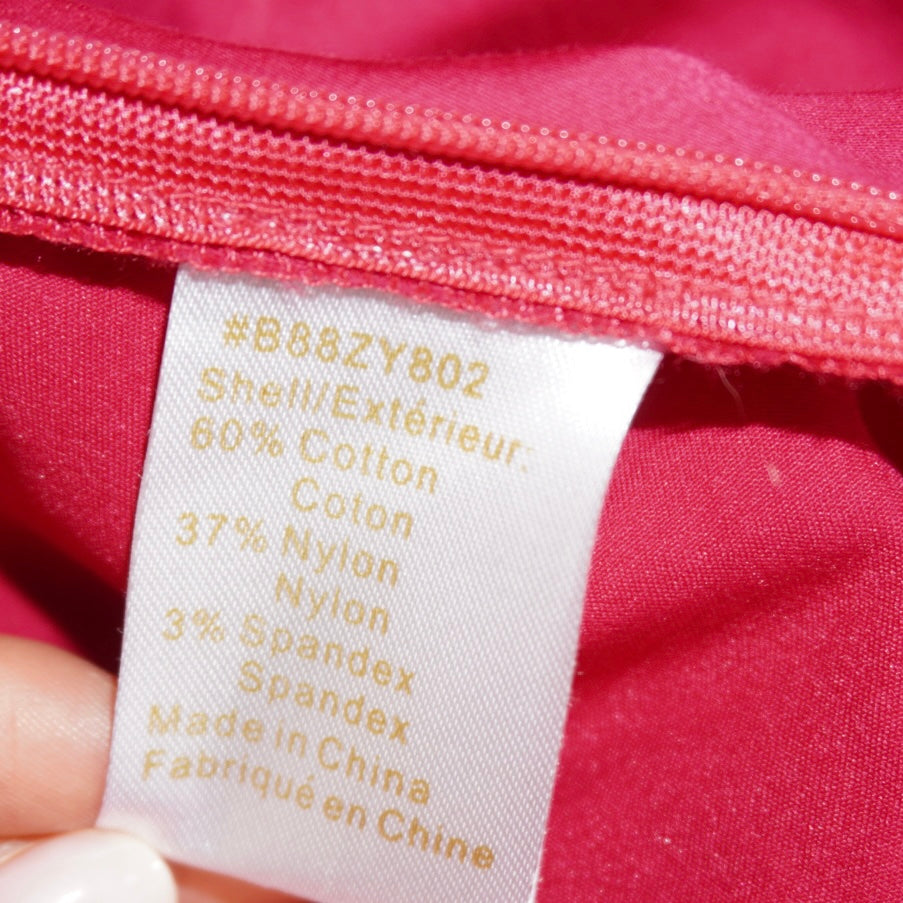 #B88ZY802
Shell/Extérieur:
60% Cotton
Coton
37% Nylon
Nylon
3% Spandex
Spandex
Made in China
Fabriqué en Chine